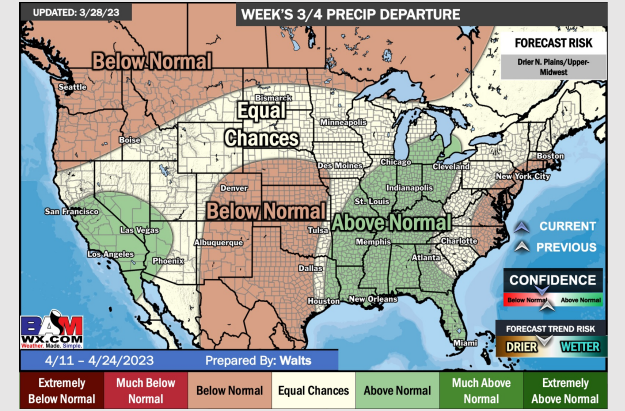 UPDATED: 3/28/23
WEEK'S 3/4 PRECIP DEPARTURE
FORECAST RISK
Drier N. Plains/Upper-
Midwest
Below Normal
Seattle
Bismarck
Equal
Chances
Minneapolis
Boise
Boston
Des Moines
Chicago
Cleveland
New York City
Denver
Indianapolis
San Francisco
Below Normal
St. Louis
Above Normal
Las Vegas
Tulsa
CURRENT
Albuquerque
Memphis
Charlotte
PREVIOUS
Los Angeles
Phoenix
Atlanta
Dallas
CONFIDENCE
Houston
New Orleans
Below Normal
Above Normal
BAM
WX.COM
Weather. Made. Simple.
FORECAST TREND RISK
DRIER
WETTER
Miami
4/11 – 4/24/2023
Prepared By: Walts
Extremely
Below Normal
Much Below
Normal
Below Normal
Equal Chances
Above Normal
Much Above
Normal
Extremely
Above Normal